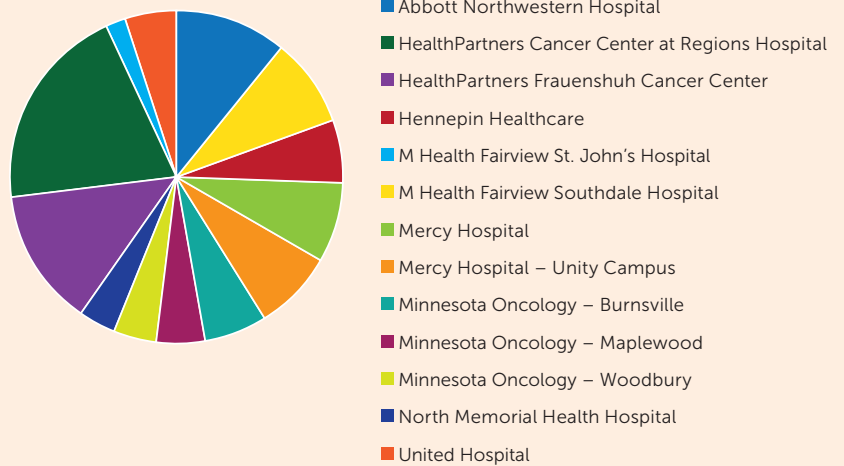 Abbott Northwestern Hospital
HealthPartners Cancer Center at Regions Hospital
HealthPartners Frauenshuh Cancer Center
Hennepin Healthcare
M Health Fairview St. John’s Hospital
M Health Fairview Southdale Hospital
Mercy Hospital
Mercy Hospital – Unity Campus
Minnesota Oncology – Burnsville
Minnesota Oncology – Maplewood
Minnesota Oncology – Woodbury
North Memorial Health Hospital
United Hospital